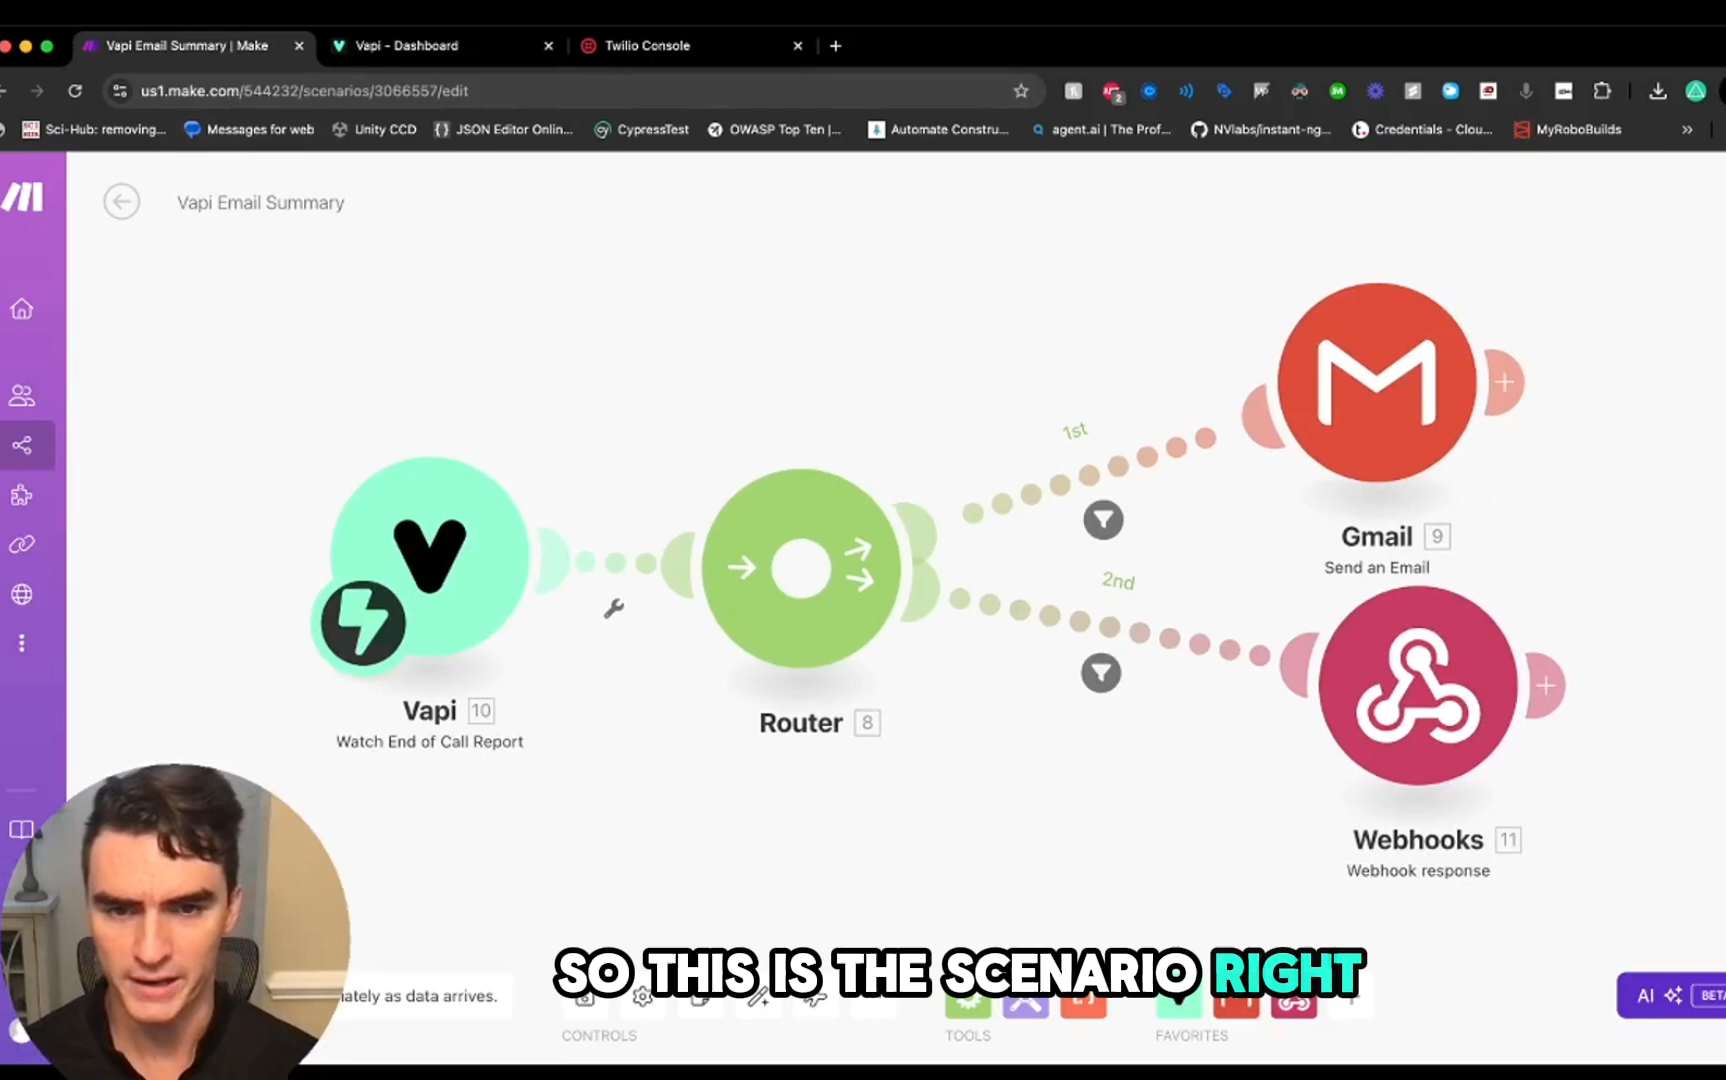 Vapi Email Summary | Make
Vapi - Dashboard
Twilio Console
us1.make.com/544232/scenarios/3066557/edit
2
Sci-Hub: removing...
Messages for web
Unity CCD
JSON Editor Onlin...
CypressTest
OWASP Top Ten |...
Automate Constru...
agent.ai | The Prof...
NVlabs/instant-ng...
Credentials - Clou...
MyRoboBuilds
Vapi Email Summary
1st
2nd
Gmail 9
Send an Email
Vapi 10
Watch End of Call Report
Router 8
Webhooks 11
Webhook response
SO THIS IS THE SCENARIO RIGHT
ately as data arrives.
AI BETA
CONTROLS
TOOLS
FAVORITES